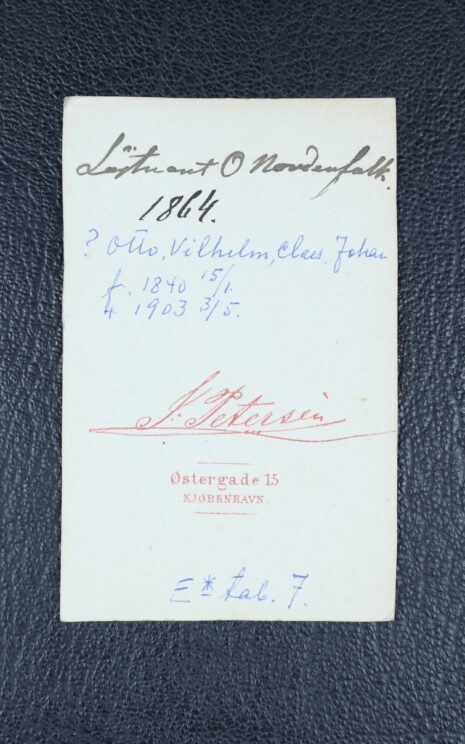 Löjtnant O Nordenfalk.
1864.
? Otto, Vilhelm, Claes, Johan
f. 1840 15/1.
† 1903 3/5.
J. Petersen
Østergade 15
KJØBENHAVN.
E* tab. 7.